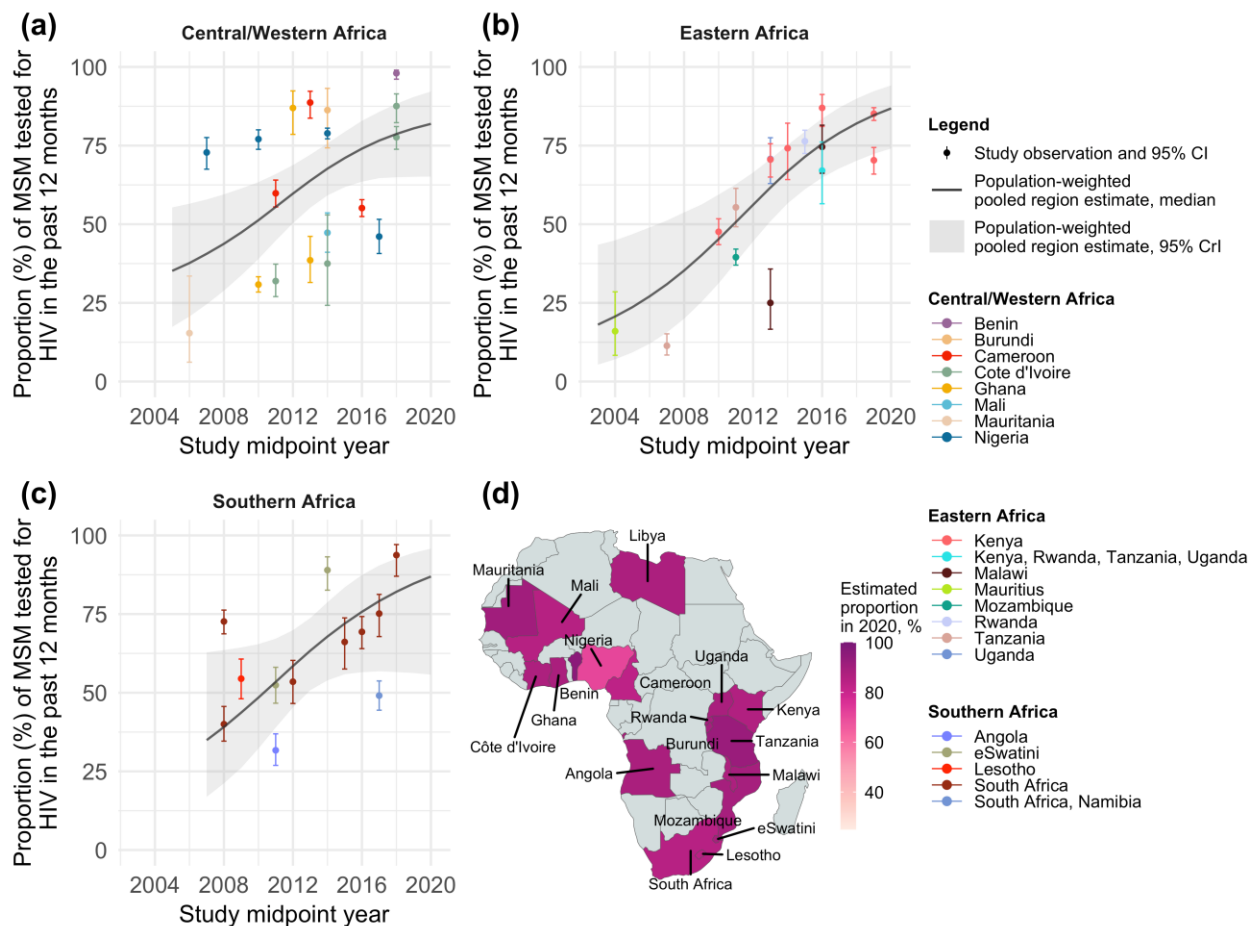 (a)
Central/Western Africa
Proportion (%) of MSM tested for
HIV in the past 12 months
100
75
50
25
0
2004 2008 2012 2016 2020
Study midpoint year
(b)
Eastern Africa
Proportion (%) of MSM tested for
HIV in the past 12 months
100
75
50
25
0
2004 2008 2012 2016 2020
Study midpoint year
Legend
Study observation and 95% CI
Population-weighted
pooled region estimate, median
Population-weighted
pooled region estimate, 95% CrI
Central/Western Africa
Benin
Burundi
Cameroon
Cote d'Ivoire
Ghana
Mali
Mauritania
Nigeria
(c)
Southern Africa
Proportion (%) of MSM tested for
HIV in the past 12 months
100
75
50
25
0
2004 2008 2012 2016 2020
Study midpoint year
(d)
Libya
Mauritania
Mali
Nigeria
Uganda
Benin
Cameroon
Ghana
Rwanda
Kenya
Côte d'Ivoire
Burundi
Tanzania
Angola
Malawi
Mozambique
eSwatini
Lesotho
South Africa
Estimated
proportion
in 2020, %
100
80
60
40
Eastern Africa
Kenya
Kenya, Rwanda, Tanzania, Uganda
Malawi
Mauritius
Mozambique
Rwanda
Tanzania
Uganda
Southern Africa
Angola
eSwatini
Lesotho
South Africa
South Africa, Namibia